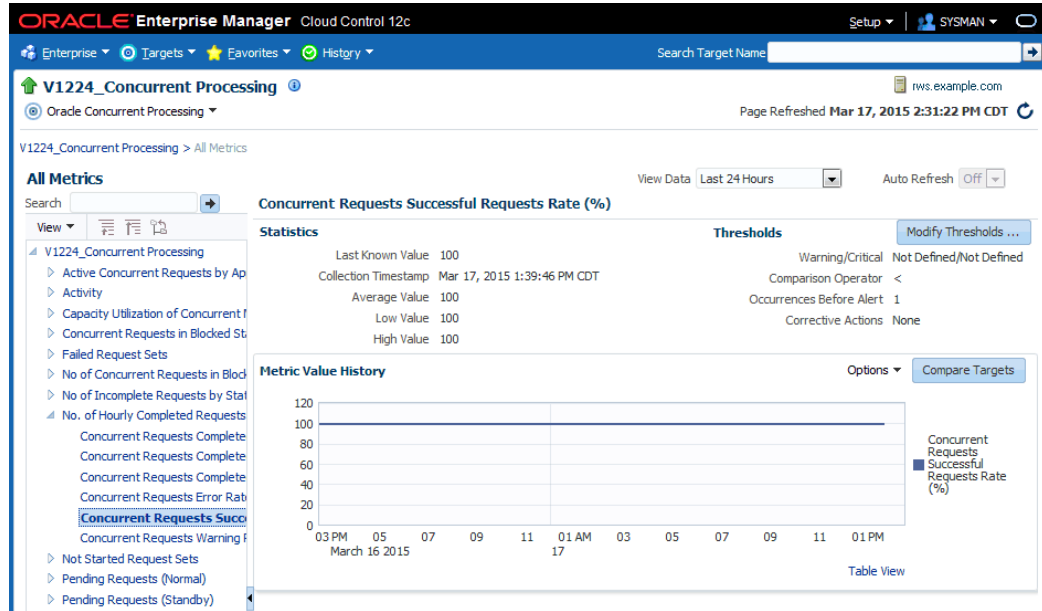 ORACLE Enterprise Manager Cloud Control 12c
Setup SYSMAN
Enterprise Targets Favorites History Search Target Name
V1224_Concurrent Processing
rws.example.com
Oracle Concurrent Processing
Page Refreshed Mar 17, 2015 2:31:22 PM CDT
V1224_Concurrent Processing > All Metrics
All Metrics
View Data Last 24 Hours
Auto Refresh Off
Search
View
V1224_Concurrent Processing
Active Concurrent Requests by Ap
Activity
Capacity Utilization of Concurrent
Concurrent Requests in Blocked Sta
Failed Request Sets
No of Concurrent Requests in Block
No of Incomplete Requests by Stat
No. of Hourly Completed Requests
Concurrent Requests Complete
Concurrent Requests Complete
Concurrent Requests Complete
Concurrent Requests Error Rate
Concurrent Requests Succ
Concurrent Requests Warning
Not Started Request Sets
Pending Requests (Normal)
Pending Requests (Standby)
Concurrent Requests Successful Requests Rate (%)
Statistics
Last Known Value 100
Collection Timestamp Mar 17, 2015 1:39:46 PM CDT
Average Value 100
Low Value 100
High Value 100
Thresholds
Modify Thresholds ...
Warning/Critical Not Defined/Not Defined
Comparison Operator <
Occurrences Before Alert 1
Corrective Actions None
Metric Value History
Options
Compare Targets
120
100
80
60
40
20
0
03 PM 05 07 09 11 01 AM 03 05 07 09 11 01 PM
March 16 2015 17
Concurrent
Requests
Successful
Requests Rate
(%)
Table View